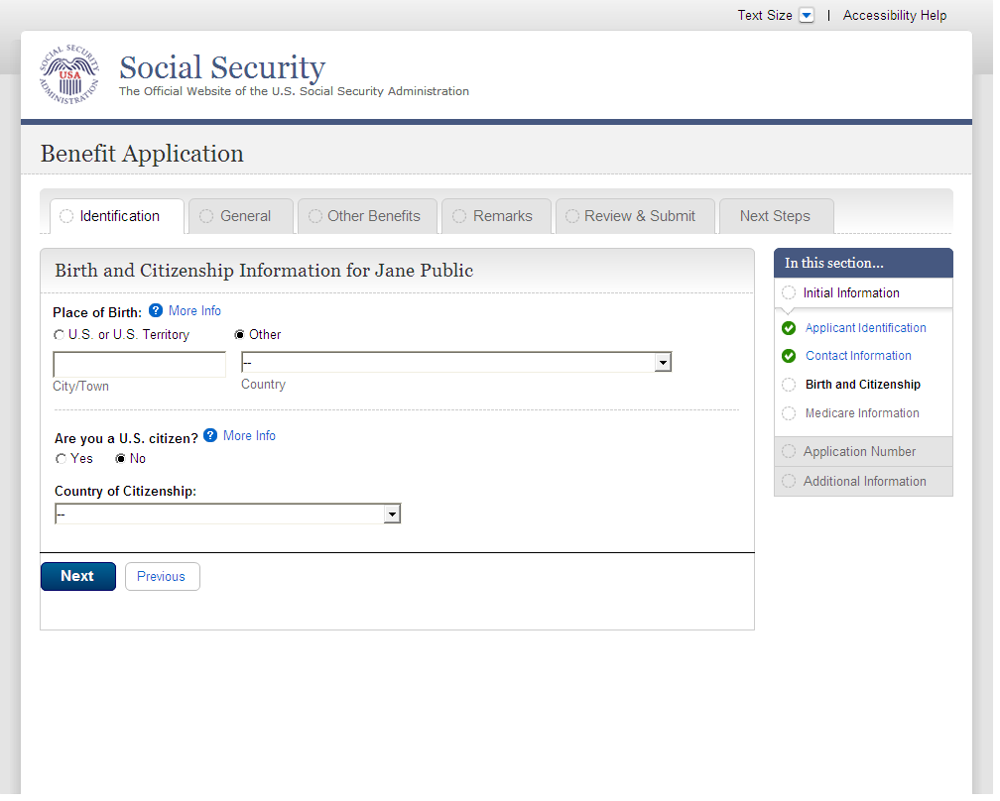 Text Size | Accessibility Help
SOCIAL SECURITY ADMINISTRATION
USA
Social Security
The Official Website of the U.S. Social Security Administration
Benefit Application
Identification General Other Benefits Remarks Review & Submit Next Steps
Birth and Citizenship Information for Jane Public
Place of Birth: ? More Info
U.S. or U.S. Territory Other
--
City/Town Country
Are you a U.S. citizen? ? More Info
Yes No
Country of Citizenship:
--
Next Previous
In this section...
Initial Information
Applicant Identification
Contact Information
Birth and Citizenship
Medicare Information
Application Number
Additional Information